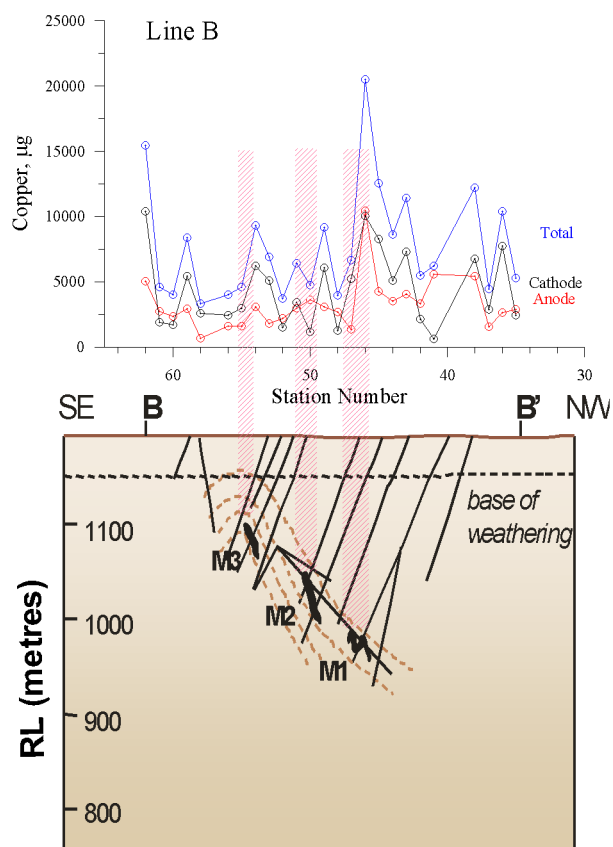 Line B
Copper, µg
25000
20000
15000
10000
5000
0
Total
Cathode
Anode
60
50
40
30
Station Number
SE B B' NW
base of
weathering
RL (metres)
1100
1000
900
800
M3
M2
M1